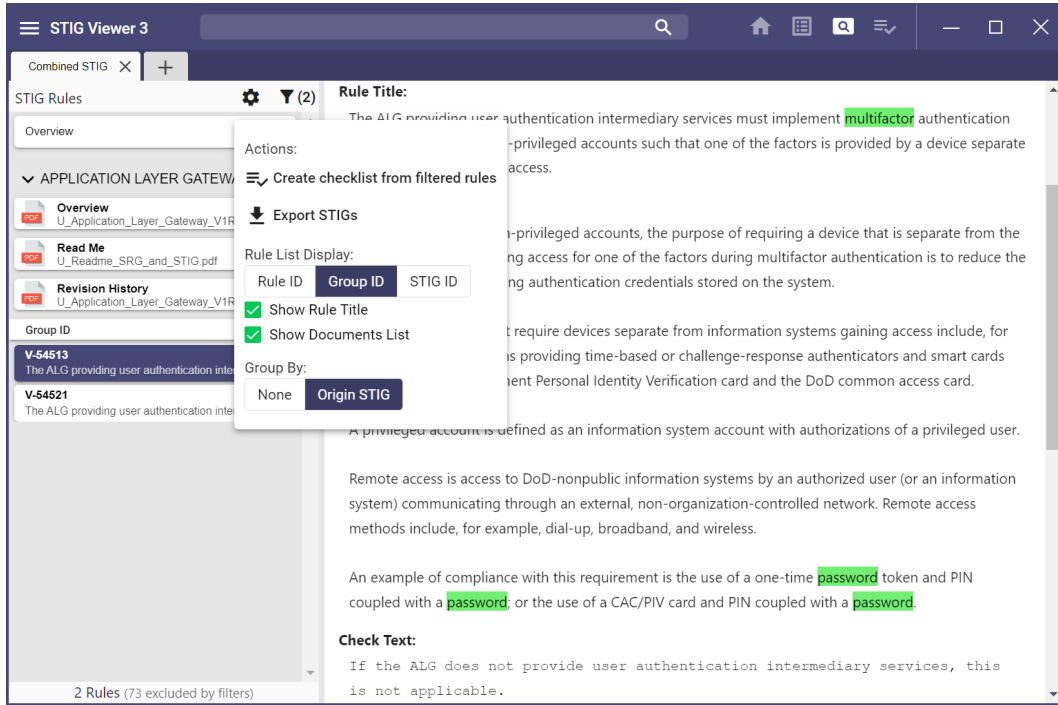 STIG Viewer 3
Combined STIG
STIG Rules
(2)
Overview
APPLICATION LAYER GATEW
PDF
Overview
U_Application_Layer_Gateway_V1R
PDF
Read Me
U_Readme_SRG_and_STIG.pdf
PDF
Revision History
U_Application_Layer_Gateway_V1R
Group ID
V-54513
The ALG providing user authentication inte
V-54521
The ALG providing user authentication inte
2 Rules (73 excluded by filters)
Actions:
Create checklist from filtered rules
Export STIGs
Rule List Display:
Rule ID Group ID STIG ID
Show Rule Title
Show Documents List
Group By:
None Origin STIG
Rule Title:
The ALG providing user authentication intermediary services must implement multifactor authentication
-privileged accounts such that one of the factors is provided by a device separate
access.
-privileged accounts, the purpose of requiring a device that is separate from the
ng access for one of the factors during multifactor authentication is to reduce the
ng authentication credentials stored on the system.
t require devices separate from information systems gaining access include, for
s providing time-based or challenge-response authenticators and smart cards
ent Personal Identity Verification card and the DoD common access card.
A privileged account is defined as an information system account with authorizations of a privileged user.
Remote access is access to DoD-nonpublic information systems by an authorized user (or an information
system) communicating through an external, non-organization-controlled network. Remote access
methods include, for example, dial-up, broadband, and wireless.
An example of compliance with this requirement is the use of a one-time password token and PIN
coupled with a password; or the use of a CAC/PIV card and PIN coupled with a password.
Check Text:
If the ALG does not provide user authentication intermediary services, this
is not applicable.